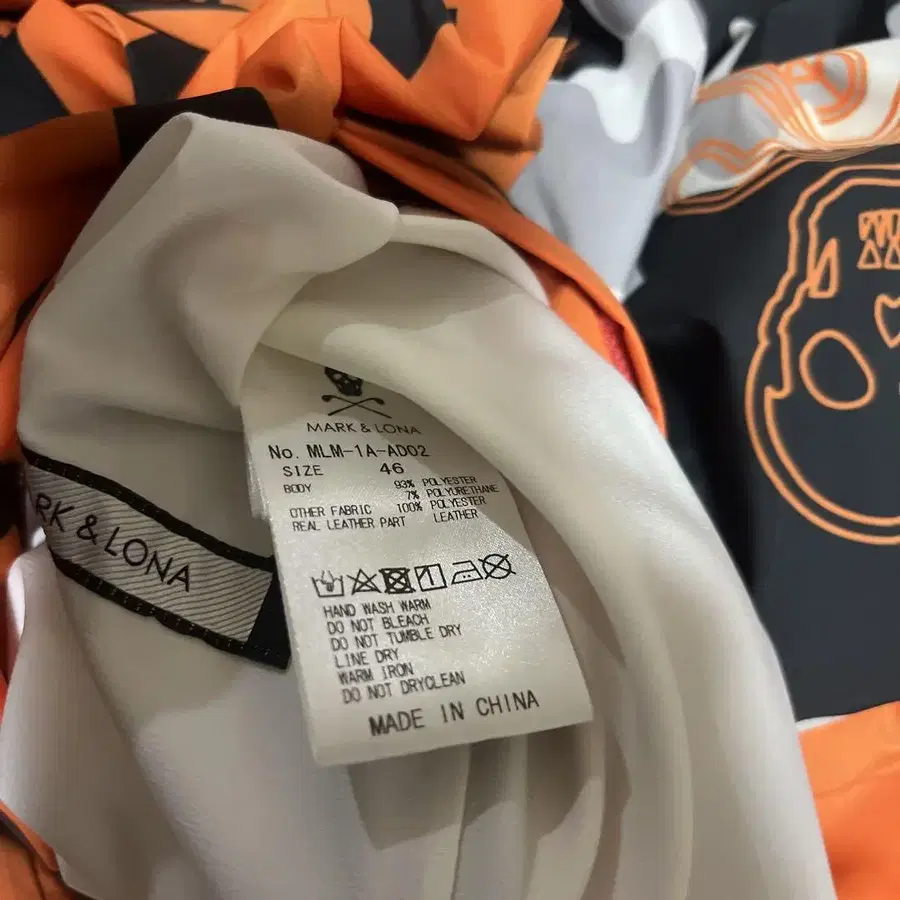 MARK & LONA
No. MLM-1A-AD02
SIZE 46
BODY 93% POLYESTER
7% POLYURETHANE
OTHER FABRIC 100% POLYESTER
REAL LEATHER PART LEATHER
HAND WASH WARM
DO NOT BLEACH
DO NOT TUMBLE DRY
LINE DRY
WARM IRON
DO NOT DRYCLEAN
MADE IN CHINA
RK & LONA